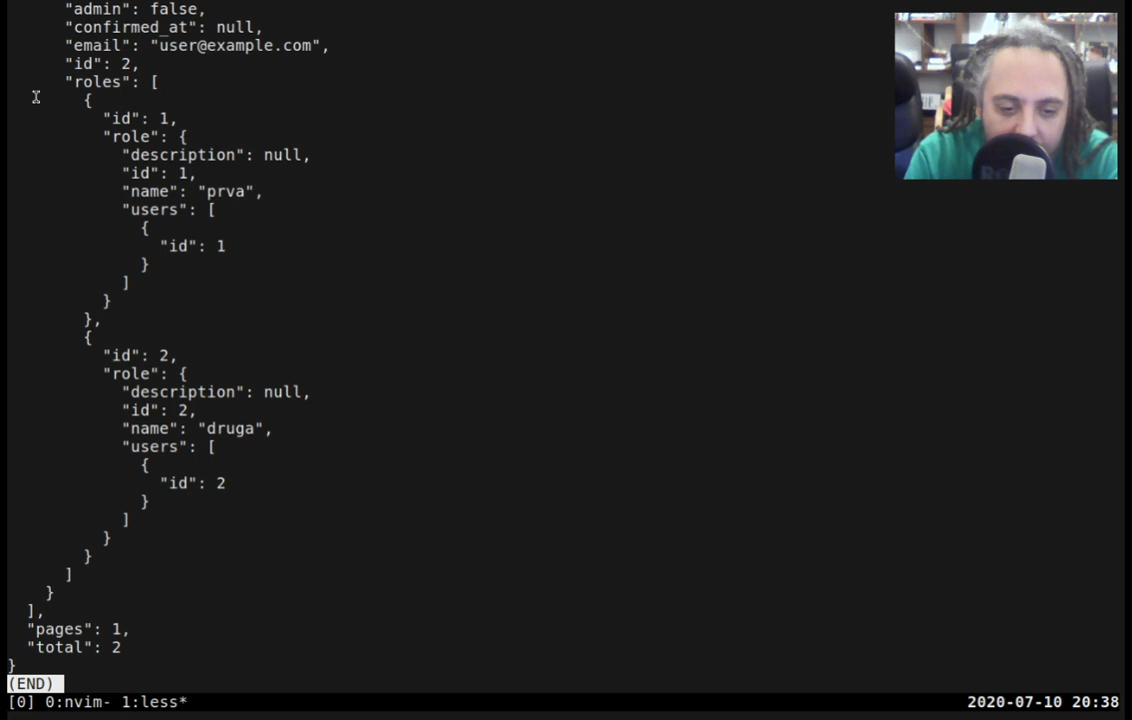 "admin": false,
"confirmed_at": null,
"email": "user@example.com",
"id": 2,
"roles": [
{
"id": 1,
"role": {
"description": null,
"id": 1,
"name": "prva",
"users": [
{
"id": 1
}
]
}
},
{
"id": 2,
"role": {
"description": null,
"id": 2,
"name": "druga",
"users": [
{
"id": 2
}
]
}
}
]
}
],
"pages": 1,
"total": 2
}
(END)
[0] 0:nvim- 1:less* 2020-07-10 20:38